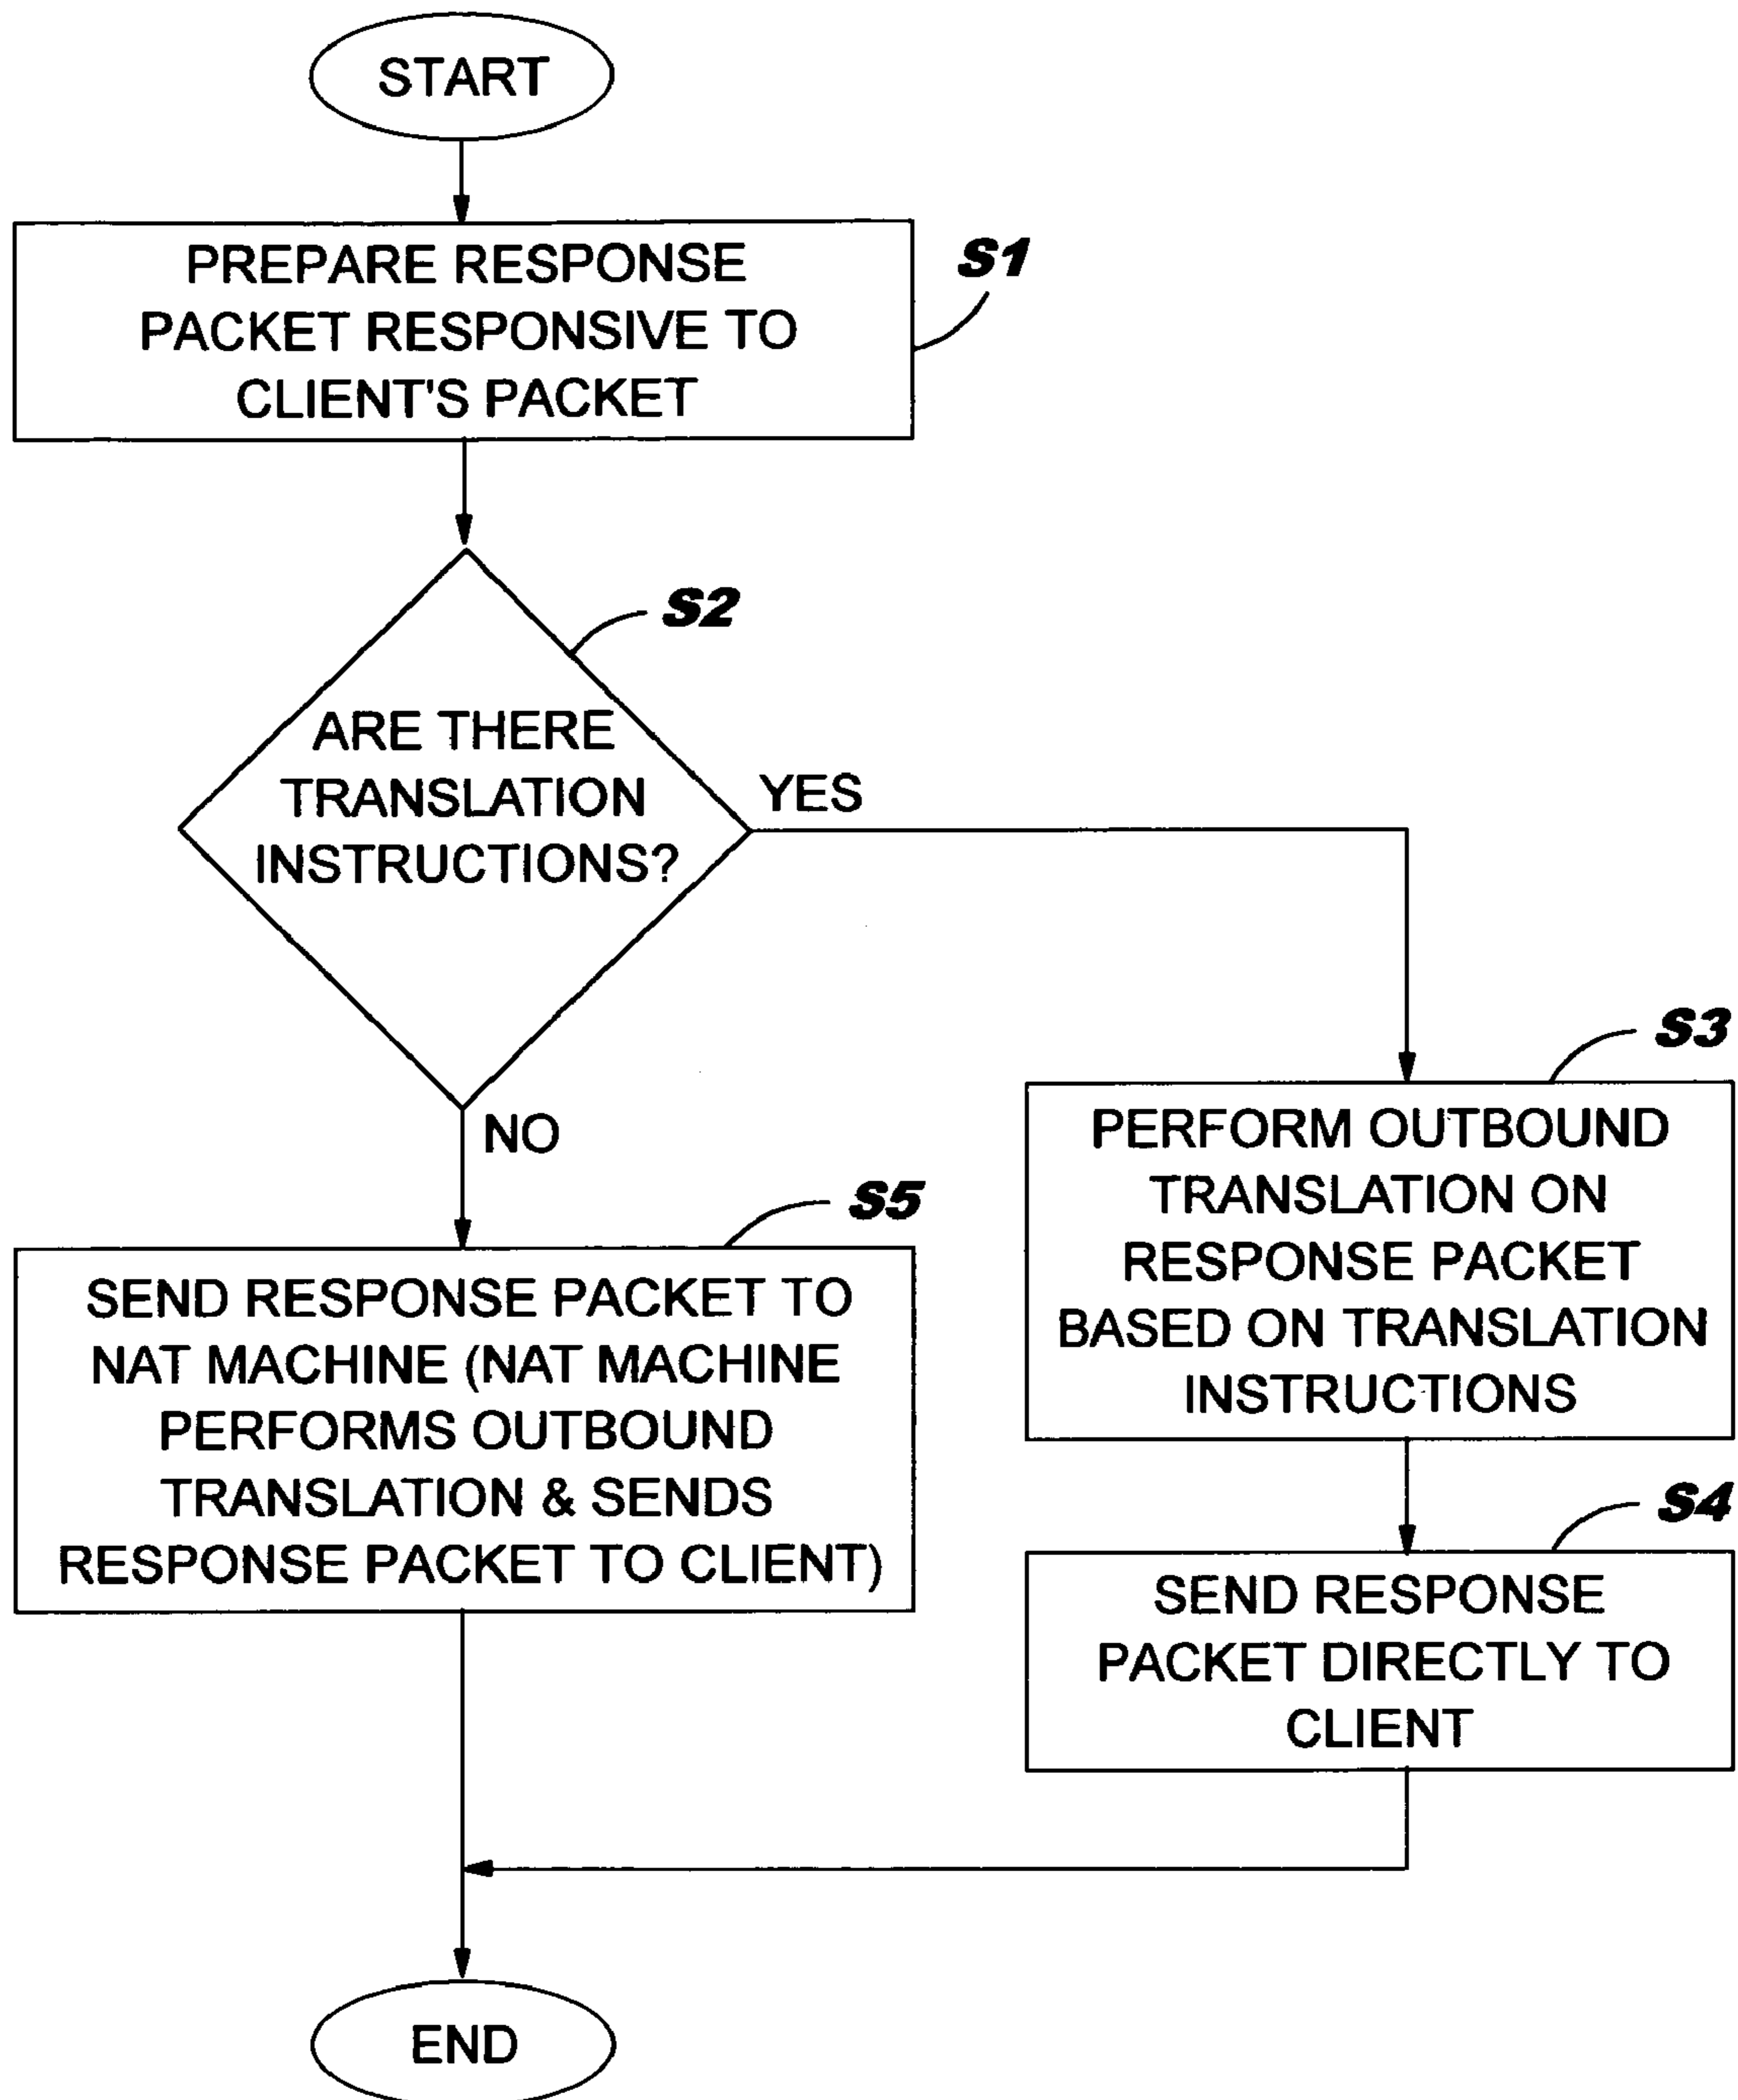 START
PREPARE RESPONSE
PACKET RESPONSIVE TO
CLIENT'S PACKET
S1
S2
ARE THERE
TRANSLATION
INSTRUCTIONS?
YES
NO
S3
PERFORM OUTBOUND
TRANSLATION ON
RESPONSE PACKET
BASED ON TRANSLATION
INSTRUCTIONS
S5
SEND RESPONSE PACKET TO
NAT MACHINE (NAT MACHINE
PERFORMS OUTBOUND
TRANSLATION & SENDS
RESPONSE PACKET TO CLIENT)
S4
SEND RESPONSE
PACKET DIRECTLY TO
CLIENT
END